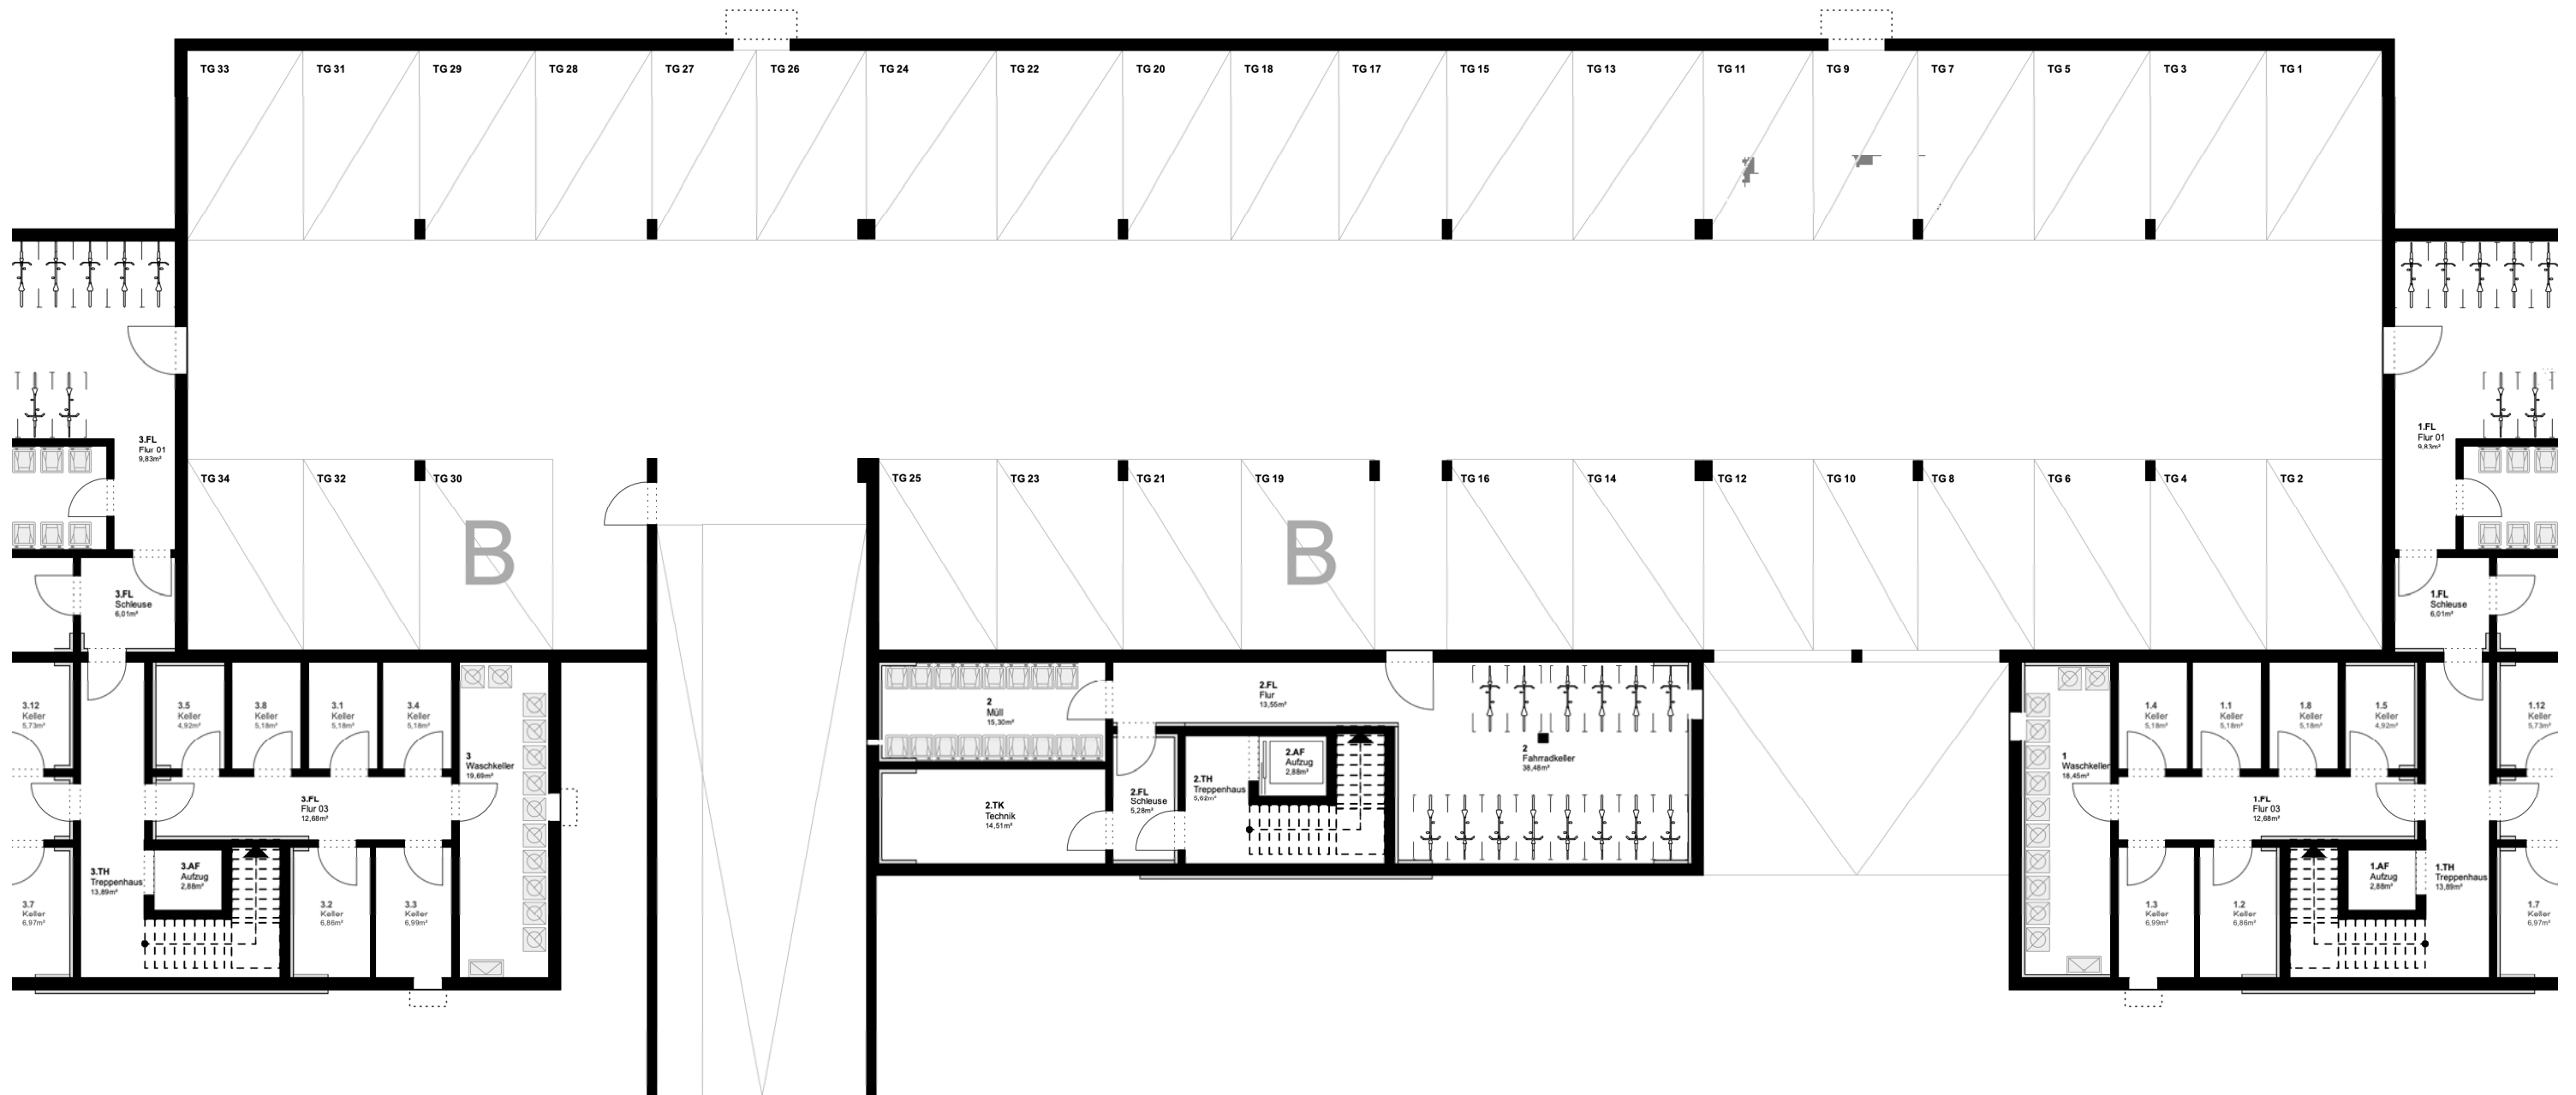 TG 33
TG 31
TG 29
TG 28
TG 27
TG 26
TG 24
TG 22
TG 20
TG 18
TG 17
TG 15
TG 13
TG 11
TG 9
TG 7
TG 5
TG 3
TG 1
3.FL
Flur 01
9,83m²
1.FL
Flur 01
9,83m²
TG 34
TG 32
TG 30
TG 25
TG 23
TG 21
TG 19
TG 16
TG 14
TG 12
TG 10
TG 8
TG 6
TG 4
TG 2
B
B
3.FL
Schleuse
6,01m²
1.FL
Schleuse
6,01m²
3.12
Keller
5,73m²
3.5
Keller
4,92m²
3.8
Keller
5,18m²
3.1
Keller
5,18m²
3.4
Keller
5,18m²
3
Waschkeller
19,69m²
2
Müll
15,30m²
2.FL
Flur
13,55m²
2
Fahrradkeller
38,48m²
2.AF
Aufzug
2,88m²
2.TH
Treppenhaus
5,62m²
2.FL
Schleuse
5,28m²
2.TK
Technik
14,51m²
1
Waschkeller
18,45m²
1.4
Keller
5,18m²
1.1
Keller
5,18m²
1.8
Keller
5,18m²
1.5
Keller
4,92m²
1.12
Keller
5,73m²
3.FL
Flur 03
12,68m²
1.FL
Flur 03
12,68m²
3.TH
Treppenhaus
13,89m²
3.AF
Aufzug
2,88m²
1.AF
Aufzug
2,88m²
1.TH
Treppenhaus
13,89m²
3.7
Keller
6,97m²
3.2
Keller
6,86m²
3.3
Keller
6,99m²
1.3
Keller
6,99m²
1.2
Keller
6,86m²
1.7
Keller
6,97m²